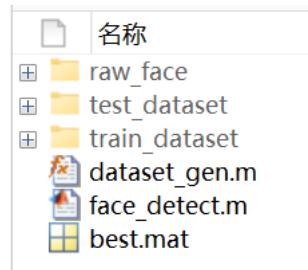 名称
raw_face
test_dataset
train_dataset
dataset_gen.m
face_detect.m
best.mat